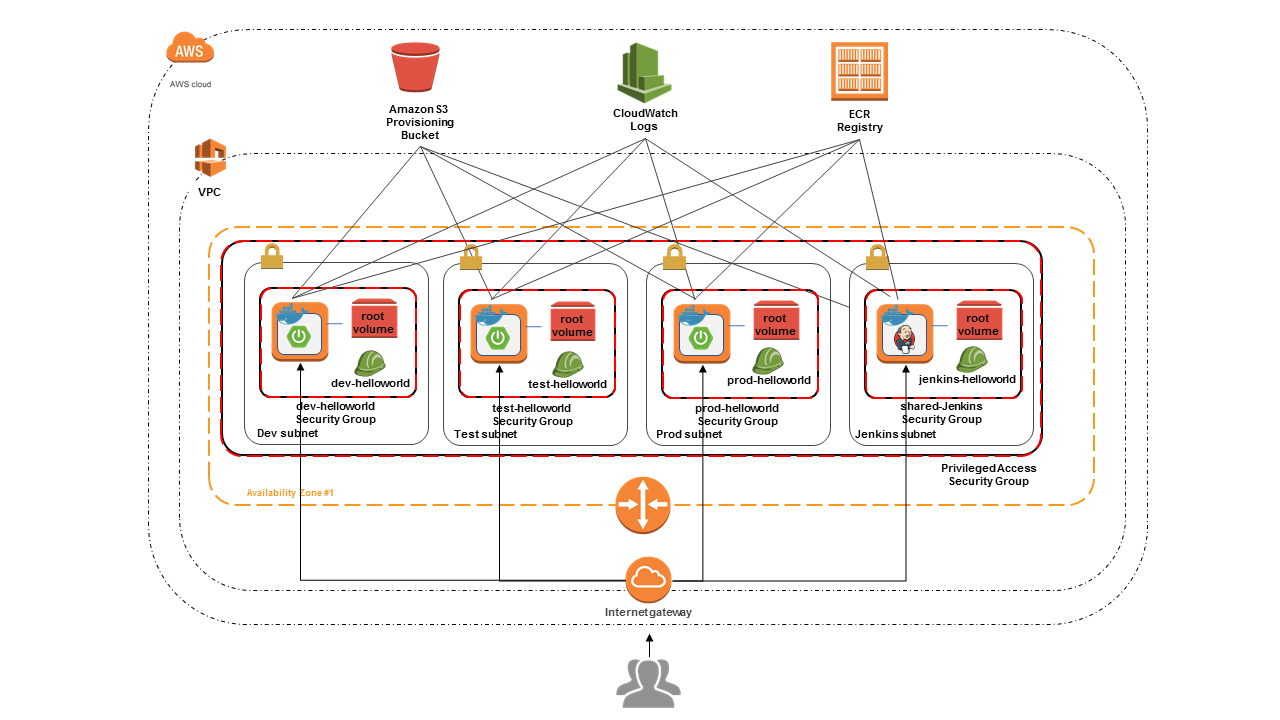 AWS
AWS cloud
Amazon S3
Provisioning
Bucket
CloudWatch
Logs
ECR
Registry
VPC
root
volume
dev-helloworld
dev-helloworld
Security Group
Dev subnet
root
volume
test-helloworld
test-helloworld
Security Group
Test subnet
root
volume
prod-helloworld
prod-helloworld
Security Group
Prod subnet
root
volume
jenkins-helloworld
shared-Jenkins
Security Group
Jenkins subnet
Privileged Access
Security Group
Availability Zone #1
Internet gateway